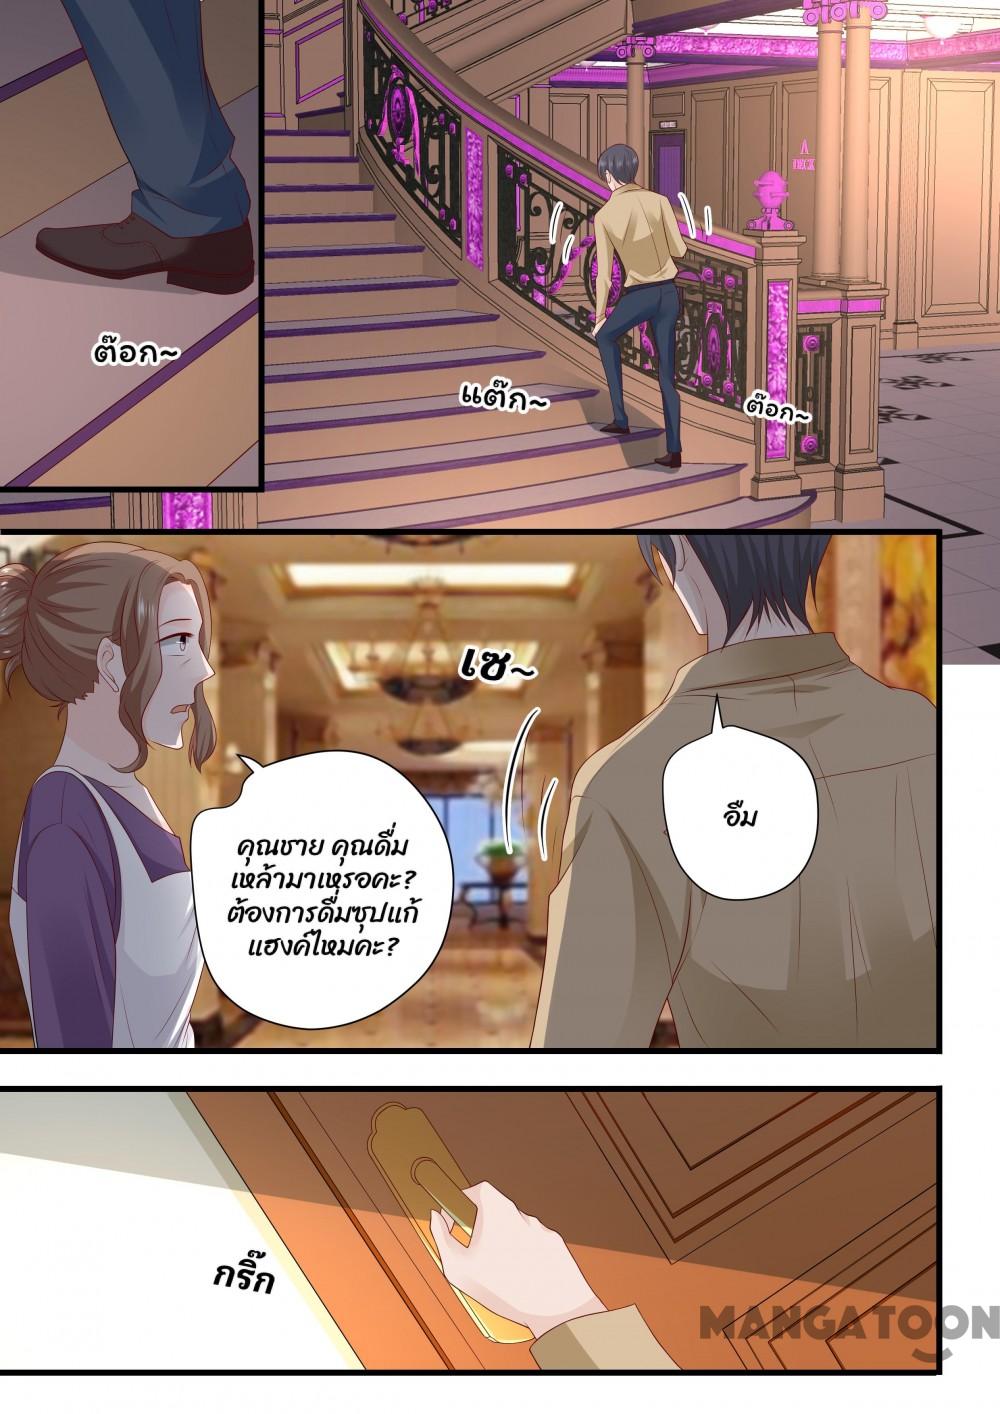 A
DECK
ต๊อก~
แต๊ก~
ต๊อก~
เซ~
อืม
คุณชาย คุณดื่ม
เหล้ามาเหรอคะ?
ต้องการดื่มซุปแก้
แฮงค์ไหมคะ?
กริ๊ก
MANGATOON